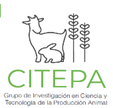 CITEPA
Grupo de Investigación en Ciencia y
Tecnología de la Producción Animal